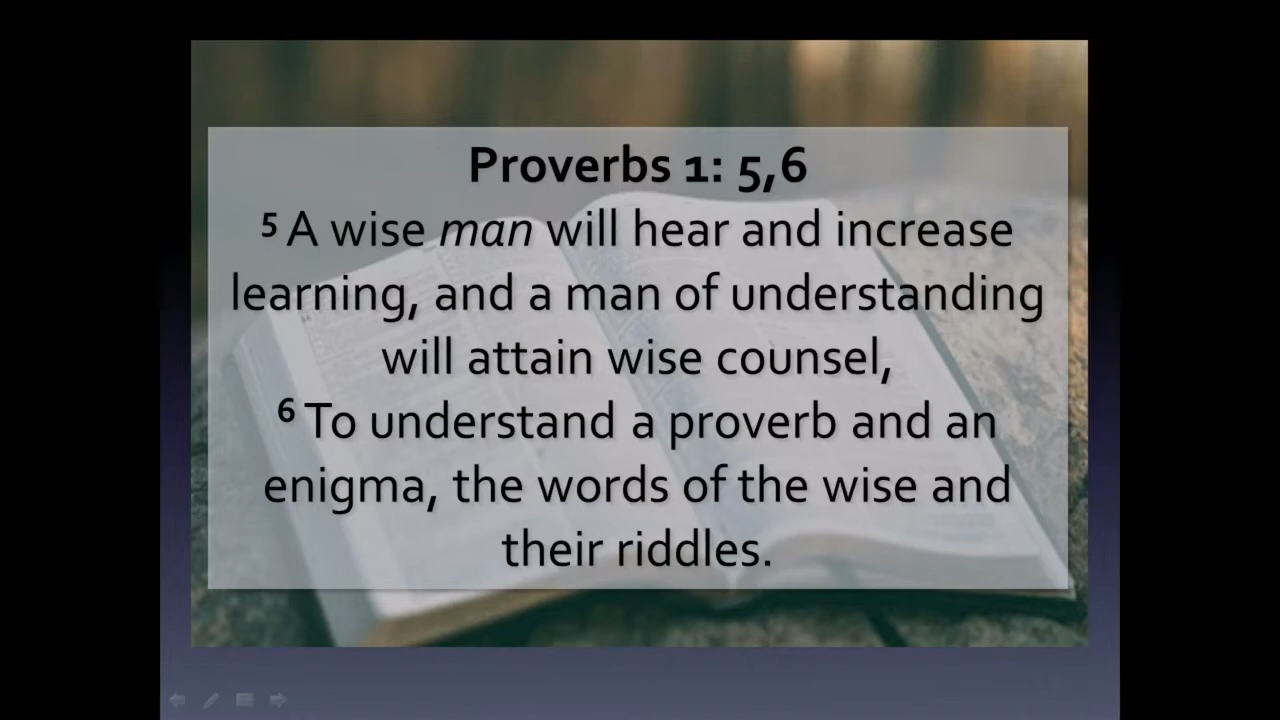 Proverbs 1: 5,6
5 A wise man will hear and increase
learning, and a man of understanding
will attain wise counsel,
6 To understand a proverb and an
enigma, the words of the wise and
their riddles.